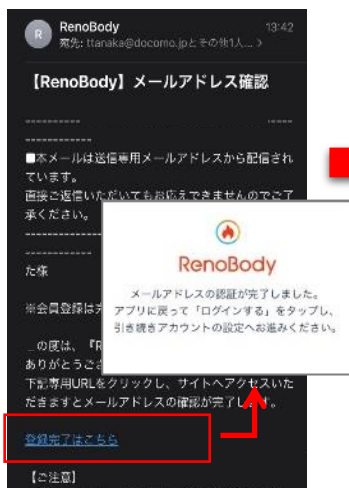 R
RenoBody
13:42
宛先: ttanaka@docomo.jpとその他1人... >
【RenoBody】メールアドレス確認
---------- -----
------------
■本メールは送信専用メールアドレスから配信され
ています。
直接ご返信いただいてもお応えできませんのでご了
承ください。
------------
た様
※会員登録は
の度は、
ありがとうござ
下記専用URLをクリックし、サイトへアクセスいた
だきますとメールアドレスの確認が完了します。
登録完了はこちら
【ご注意】
RenoBody
メールアドレスの認証が完了しました。
アプリに戻って「ログインする」をタップし、
引き続きアカウントの設定へお進みください。